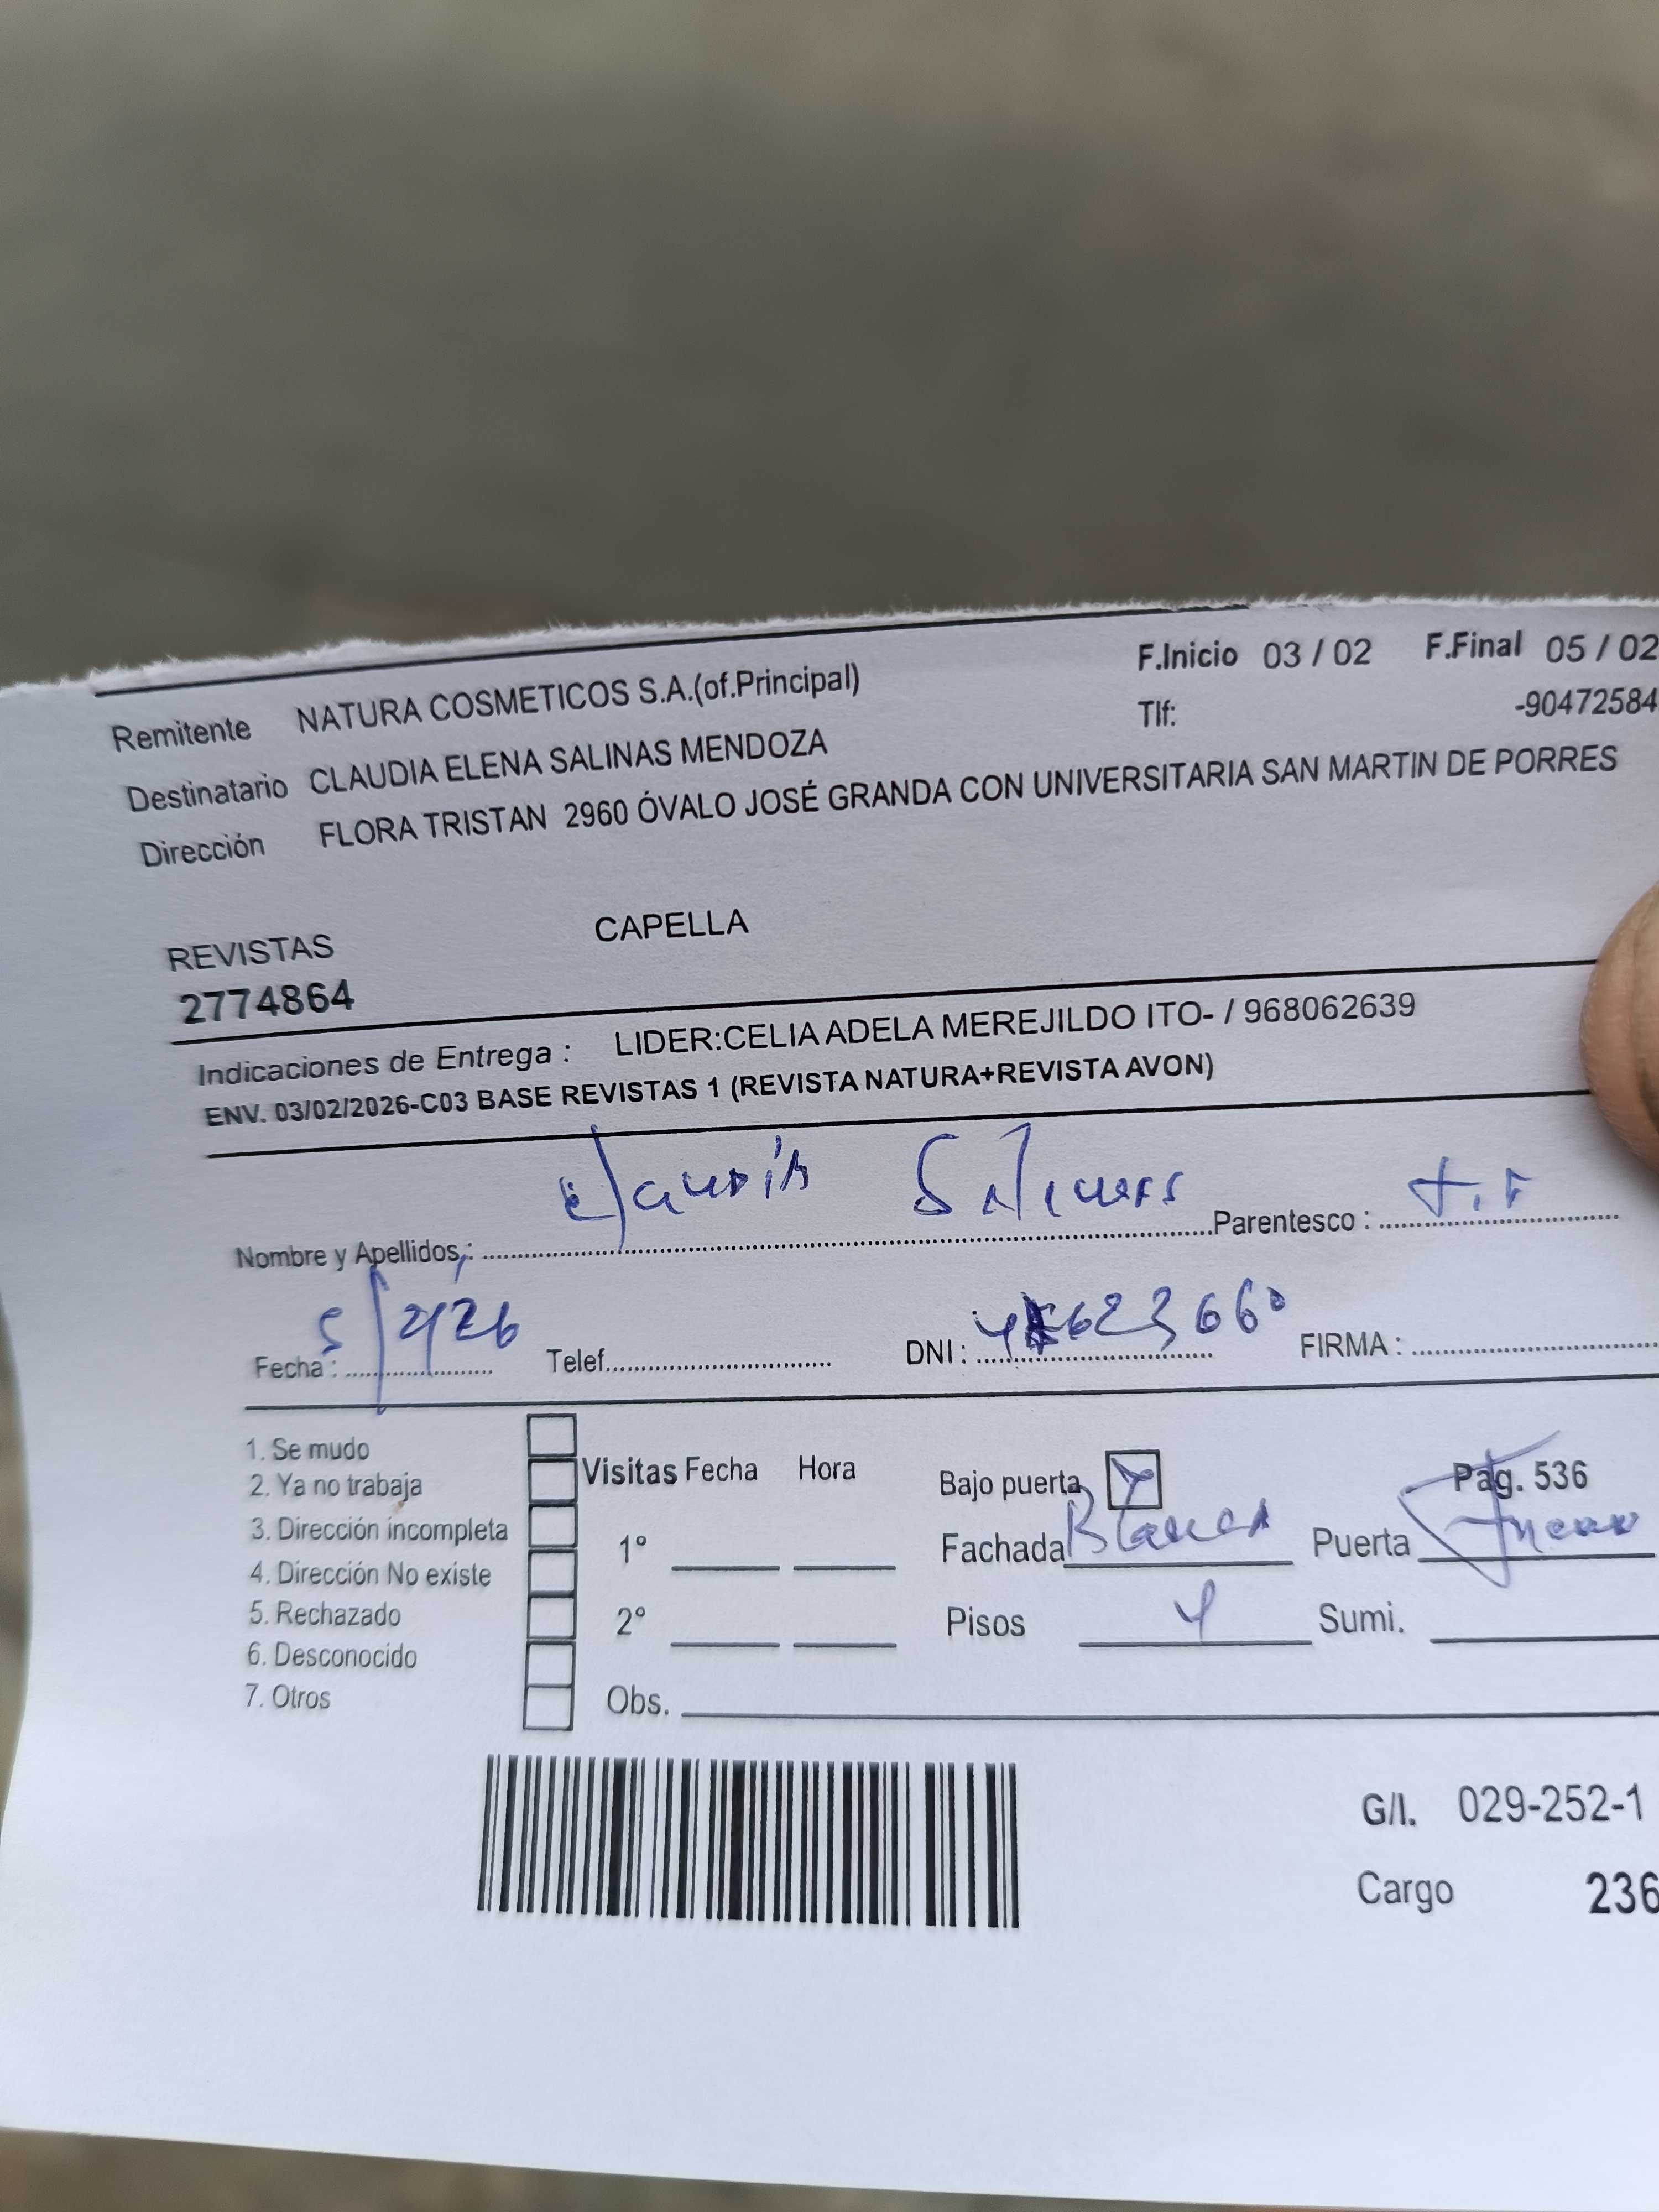 Remitente NATURA COSMETICOS S.A.(of.Principal) F.Inicio 03 / 02 F.Final 05 / 02
Destinatario CLAUDIA ELENA SALINAS MENDOZA Tlf: -90472584
Dirección FLORA TRISTAN 2960 ÓVALO JOSÉ GRANDA CON UNIVERSITARIA SAN MARTIN DE PORRES
REVISTAS CAPELLA
2774864
Indicaciones de Entrega : LIDER:CELIA ADELA MEREJILDO ITO- / 968062639
ENV. 03/02/2026-C03 BASE REVISTAS 1 (REVISTA NATURA+REVISTA AVON)
Nombre y Apellidos : Claudia Salinas Parentesco :
Fecha : 5/2/26 Telef. DNI : FIRMA :
1. Se mudo
2. Ya no trabaja Visitas Fecha Hora Bajo puerta Pag. 536
3. Dirección incompleta 1° Fachada Blanca Puerta
4. Dirección No existe
5. Rechazado 2° Pisos 4 Sumi.
6. Desconocido
7. Otros Obs.
G/I. 029-252-1
Cargo 236